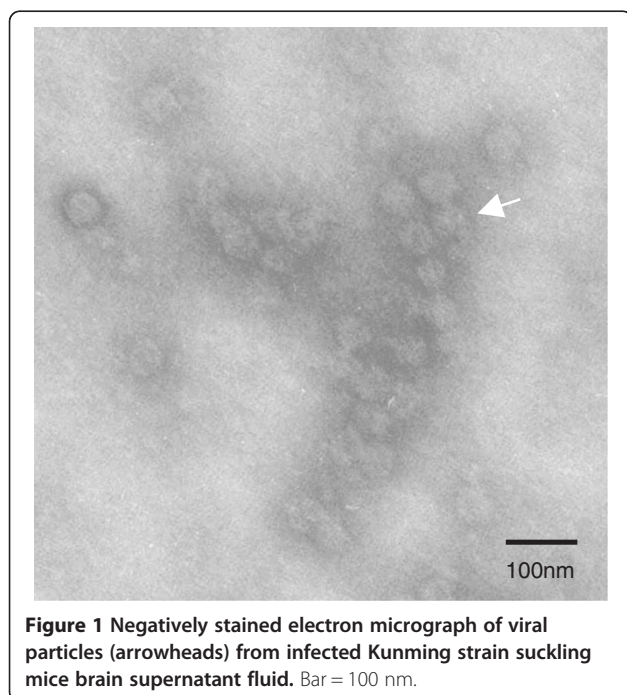 100nm
Figure 1 Negatively stained electron micrograph of viral
particles (arrowheads) from infected Kunming strain suckling
mice brain supernatant fluid. Bar = 100 nm.